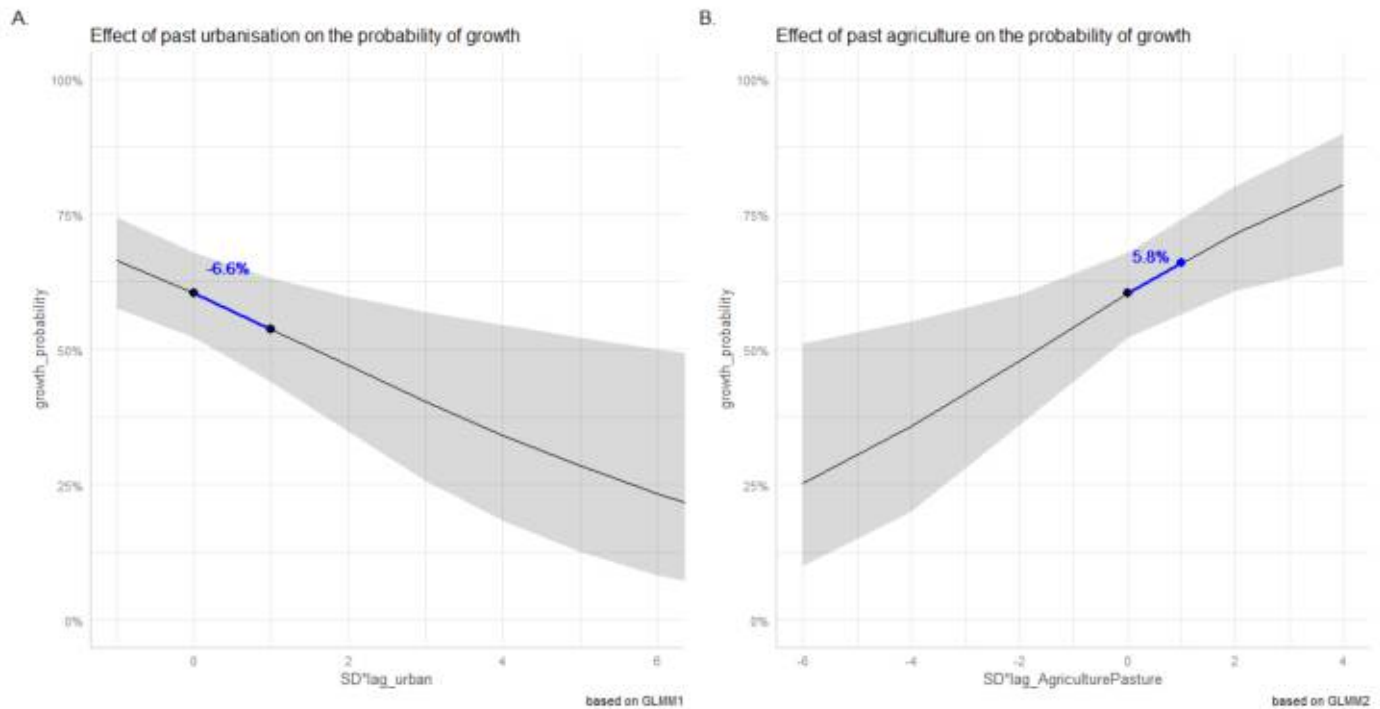 A.
Effect of past urbanisation on the probability of growth
100%
75%
50%
25%
0%
growth_probability
-6.6%
0
2
4
6
SD*lag_urban
based on GLMM1
B.
Effect of past agriculture on the probability of growth
100%
75%
50%
25%
0%
growth_probability
5.8%
-6
-4
-2
0
2
4
SD*lag_AgriculturePasture
based on GLMM2